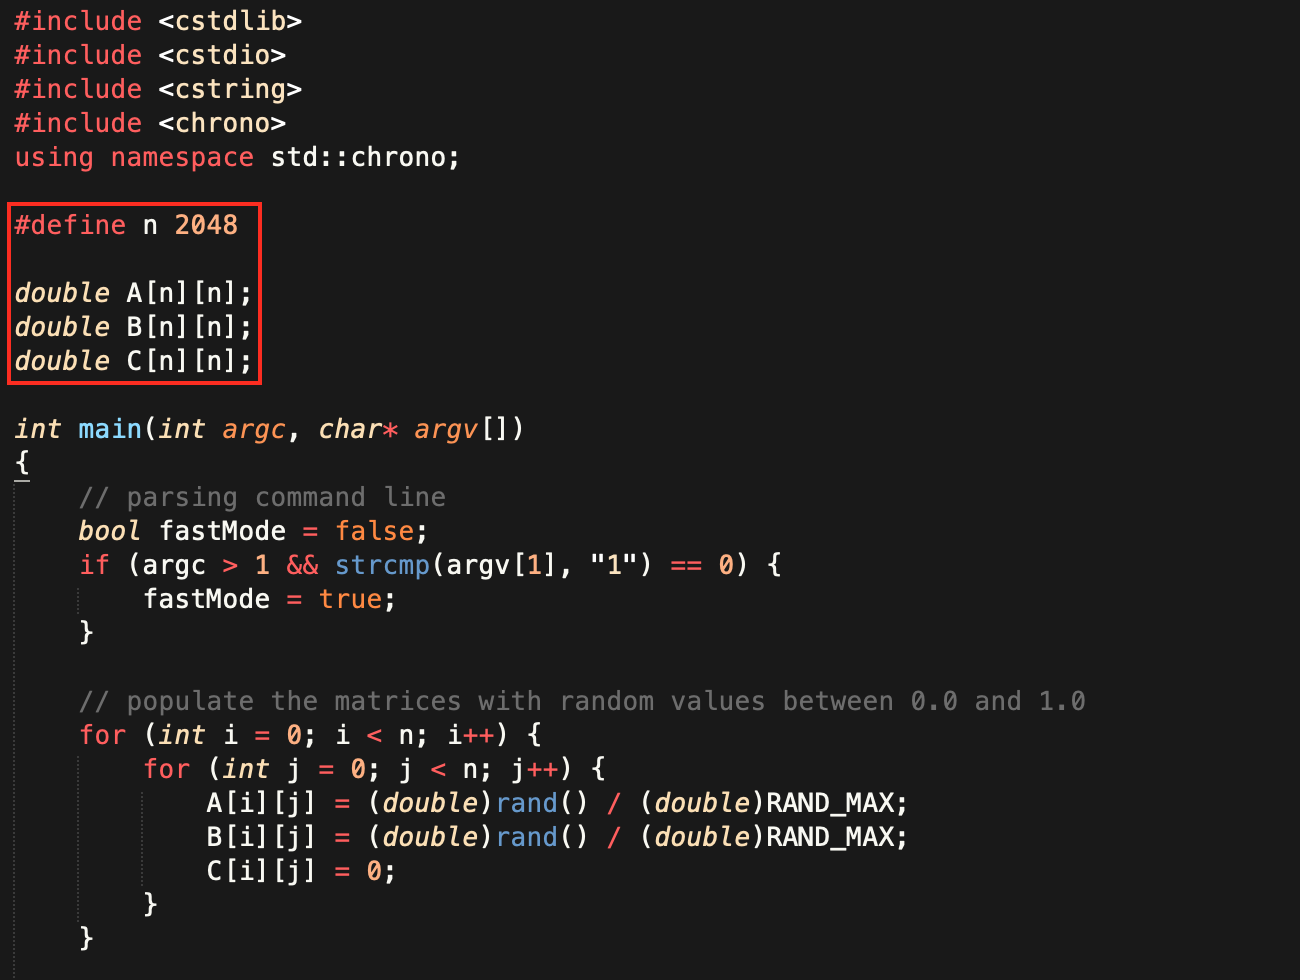 #include <cstdlib>
#include <cstdio>
#include <cstring>
#include <chrono>
using namespace std::chrono;
#define n 2048
double A[n][n];
double B[n][n];
double C[n][n];
int main(int argc, char* argv[])
{
// parsing command line
bool fastMode = false;
if (argc > 1 && strcmp(argv[1], "1") == 0) {
fastMode = true;
}
// populate the matrices with random values between 0.0 and 1.0
for (int i = 0; i < n; i++) {
for (int j = 0; j < n; j++) {
A[i][j] = (double)rand() / (double)RAND_MAX;
B[i][j] = (double)rand() / (double)RAND_MAX;
C[i][j] = 0;
}
}